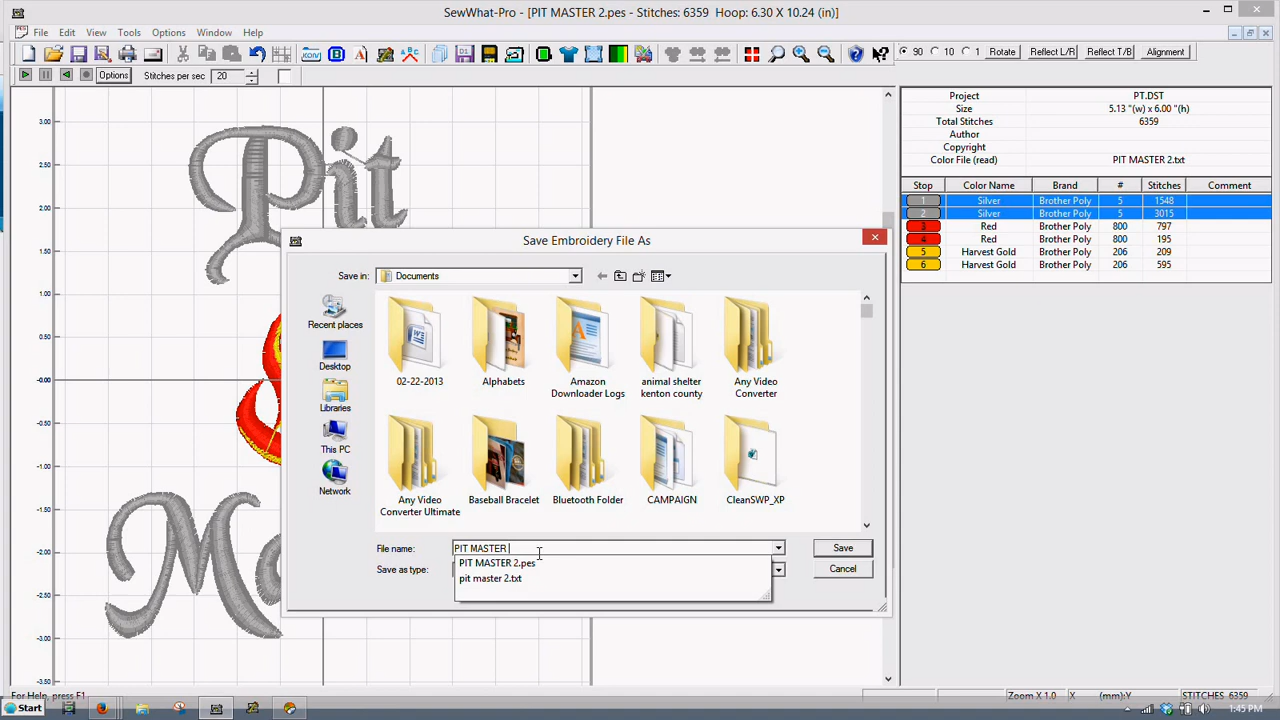 SewWhat-Pro - [PIT MASTER 2.pes - Stitches: 6359 Hoop: 6.30 X 10.24 (in)]
File Edit View Tools Options Window Help
90 10 1 Rotate Reflect L/R Reflect T/B Alignment
Options Stitches per sec 20
Project PT.DST
Size 5.13 "(w) x 6.00 "(h)
Total Stitches 6359
Author
Copyright
Color File (read) PIT MASTER 2.txt
Stop Color Name Brand # Stitches Comment
1 Silver Brother Poly 5 1548
2 Silver Brother Poly 5 3015
3 Red Brother Poly 800 797
4 Red Brother Poly 800 195
5 Harvest Gold Brother Poly 206 209
6 Harvest Gold Brother Poly 206 595
3.00
2.50
2.00
1.50
1.00
0.50
-0.00
-0.50
-1.00
-1.50
-2.00
-2.50
-3.00
Pit
Save Embroidery File As
Save in: Documents
Recent places
Desktop
Libraries
This PC
Network
02-22-2013
Alphabets
Amazon Downloader Logs
animal shelter kenton county
Any Video Converter
Any Video Converter Ultimate
Baseball Bracelet
Bluetooth Folder
CAMPAIGN
CleanSWP_XP
File name: PIT MASTER
PIT MASTER 2.pes
pit master 2.txt
Save as type:
Save
Cancel
For Help, press F1
Zoom X 1.0 X (mm):Y STITCHES 6359
Start
1:45 PM